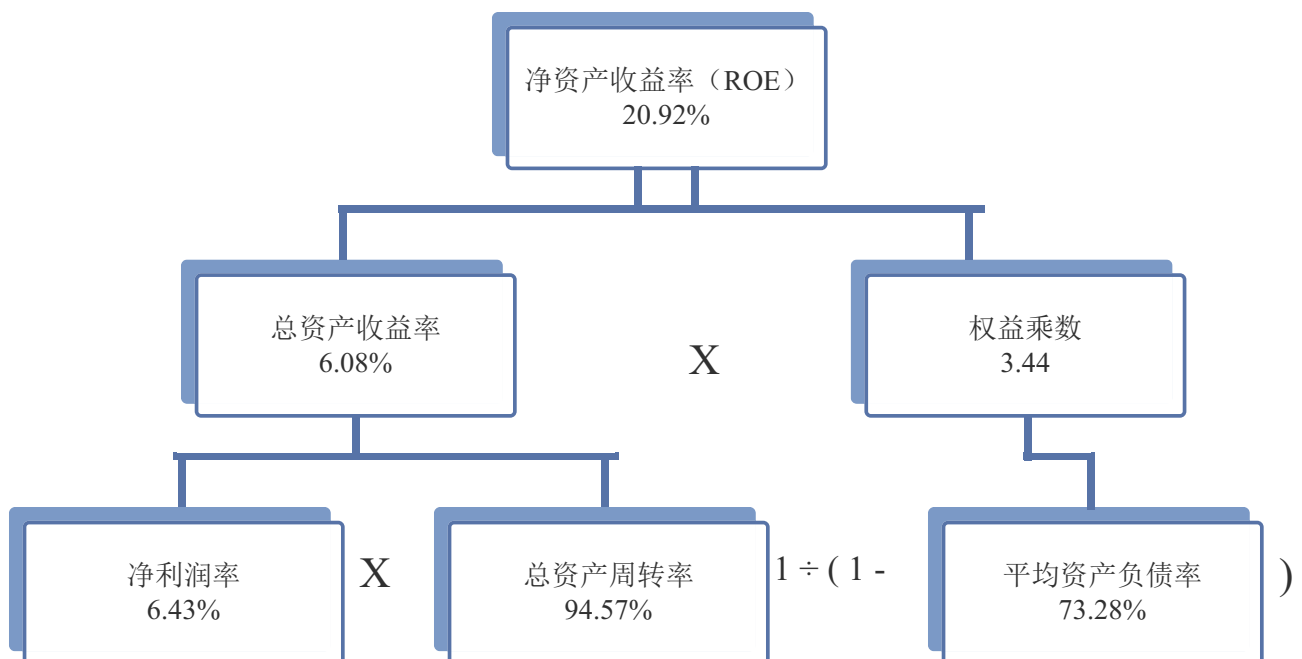 净资产收益率（ROE）
20.92%
总资产收益率
6.08%
X
权益乘数
3.44
净利润率
6.43%
X
总资产周转率
94.57%
1 ÷ ( 1 -
平均资产负债率
73.28%
)